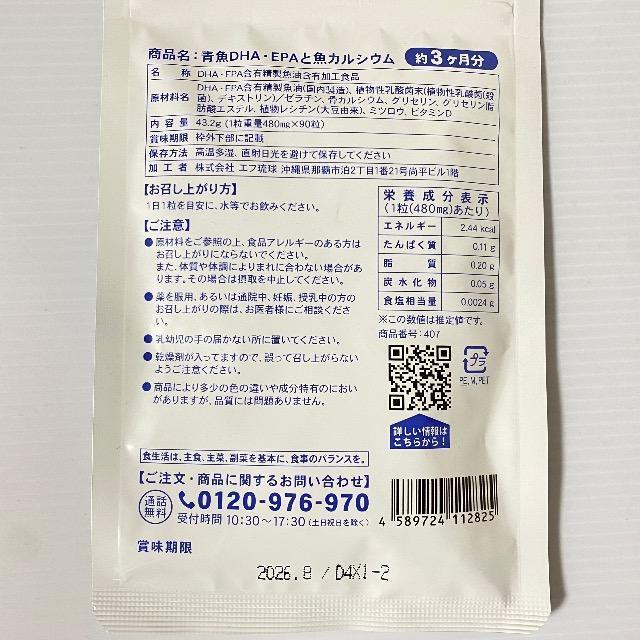 商品名：青魚DHA・EPAと魚カルシウム 約3ヶ月分
名 称 DHA・EPA含有精製魚油含有加工食品
原材料名 DHA・EPA含有精製魚油(国内製造)、植物性乳酸菌末(植物性乳酸菌(殺
菌)、デキストリン)/ゼラチン、骨カルシウム、グリセリン、グリセリン脂
肪酸エステル、植物レシチン(大豆由来)、ミツロウ、ビタミンD
内 容 量 43.2g (1粒重量480mg×90粒)
賞味期限 枠外下部に記載
保存方法 高温多湿、直射日光を避けて保存してください
加 工 者 株式会社 エフ琉球 沖縄県那覇市泊2丁目1番21号尚平ビル1階
【お召し上がり方】
1日1粒を目安に、水等でお飲みください。
【ご注意】
●原材料をご参照の上、食品アレルギーのある方は
お召し上がりにならないでください。
また、体質や体調によりまれに合わない場合があ
ります。その場合は摂取を中止してください。
●薬を服用、あるいは通院中、妊娠、授乳中の方の
お召し上がりの際は、お医者様にご相談くださ
い。
●乳幼児の手の届かない所に置いてください。
●乾燥剤が入ってますので、誤って召し上がらない
ようご注意ください。
●商品により多少の色の違いや成分特有のにおい
がありますが、品質には問題ありません。
栄養成分表示
(1粒(480mg)あたり)
エネルギー 2.44 kcal
たんぱく質 0.11 g
脂 質 0.20 g
炭水化物 0.05 g
食塩相当量 0.0024 g
※この数値は推定値です。
商品番号：407
プラ
PE,M,PET
詳しい情報は
こちらから!
食生活は、主食、主菜、副菜を基本に、食事のバランスを。
【ご注文・商品に関するお問い合わせ】
通話
無料
0120-976-970
受付時間 10:30～17:30 (土日祝日を除く)
4 589724 112825
賞味期限
2026.8 / D4X1-2